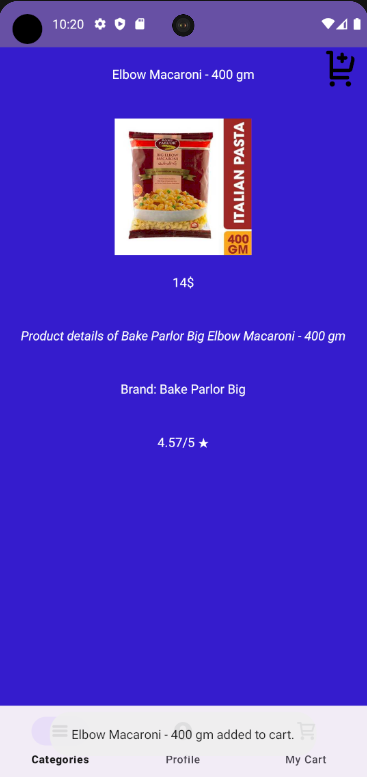 10:20
Elbow Macaroni - 400 gm
ITALIAN PASTA
400
GM
14$
Product details of Bake Parlor Big Elbow Macaroni - 400 gm
Brand: Bake Parlor Big
4.57/5 ★
Elbow Macaroni - 400 gm added to cart.
Categories
Profile
My Cart